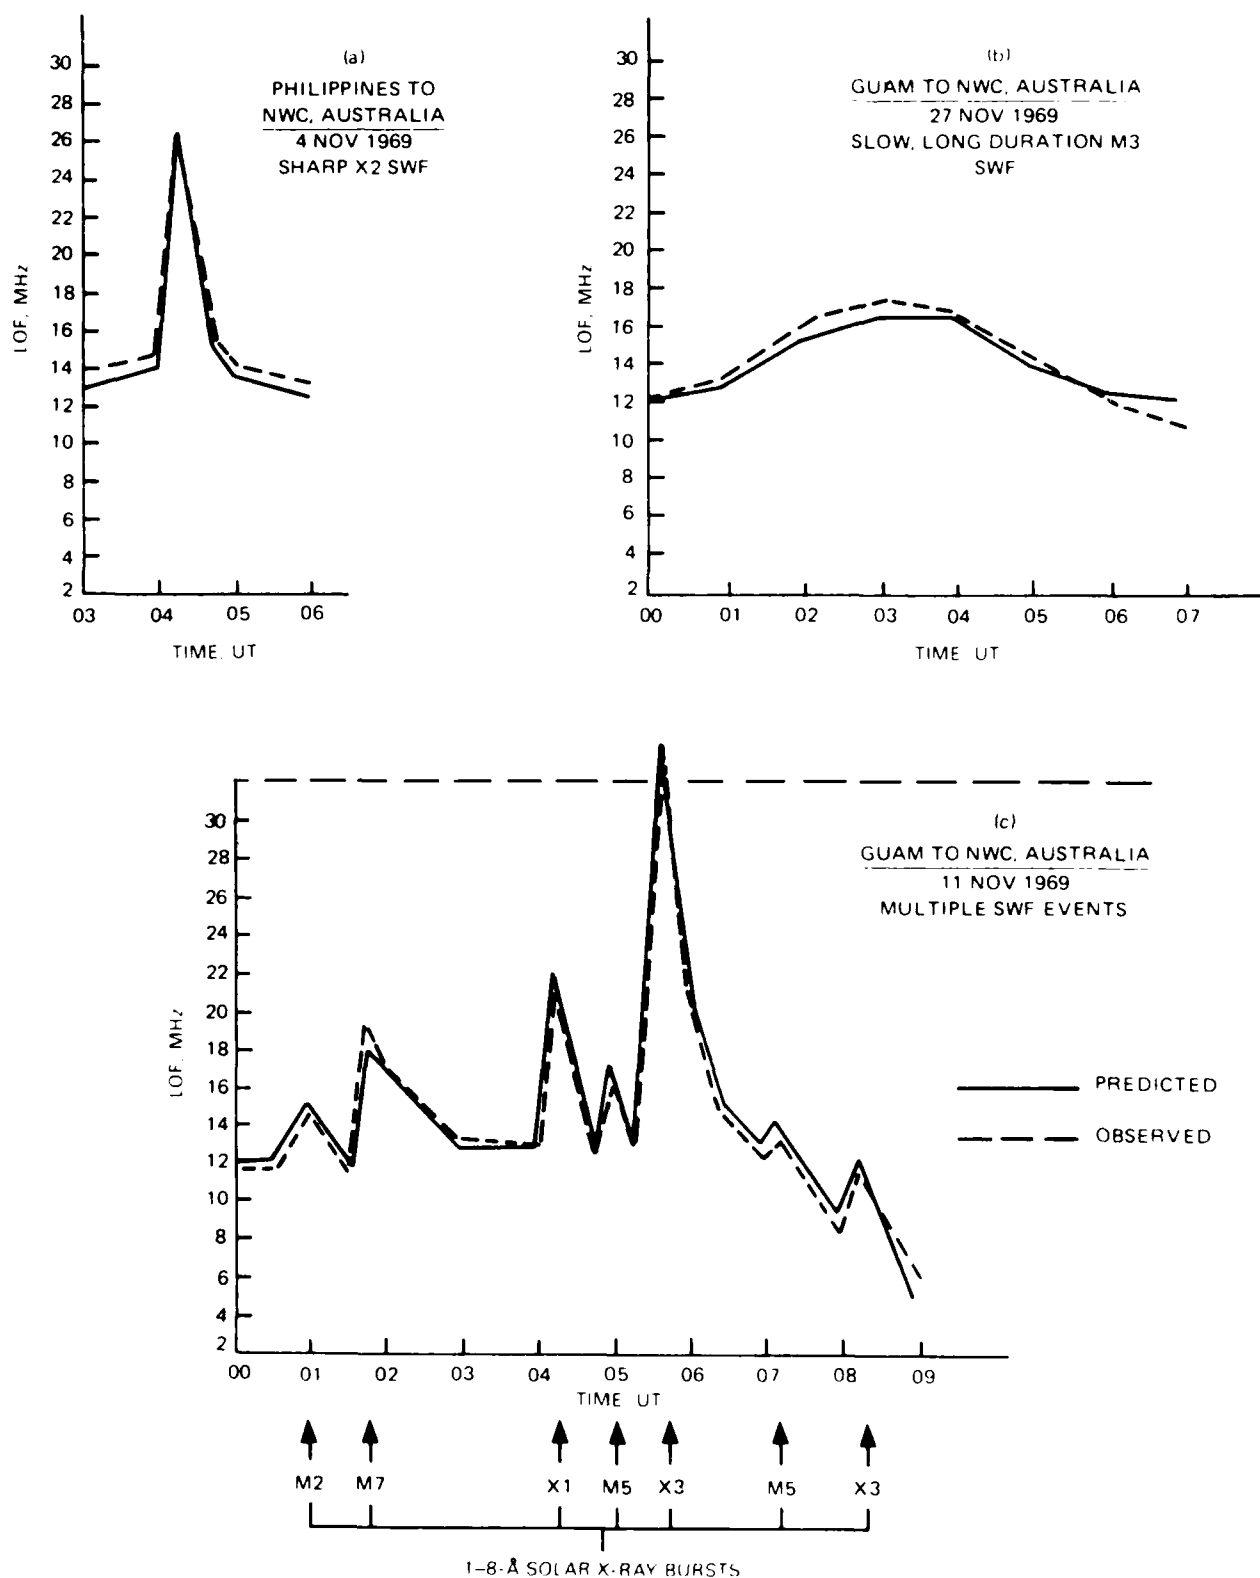 (a)
PHILIPPINES TO
NWC, AUSTRALIA
4 NOV 1969
SHARP X2 SWF
30
28
26
24
22
20
18
16
14
12
10
8
6
4
2
LOF, MHz
03 04 05 06
TIME, UT
(b)
GUAM TO NWC, AUSTRALIA
27 NOV 1969
SLOW, LONG DURATION M3
SWF
30
28
26
24
22
20
18
16
14
12
10
8
6
4
2
LOF, MHz
00 01 02 03 04 05 06 07
TIME UT
(c)
GUAM TO NWC, AUSTRALIA
11 NOV 1969
MULTIPLE SWF EVENTS
30
28
26
24
22
20
18
16
14
12
10
8
6
4
2
LOF, MHz
PREDICTED
OBSERVED
00 01 02 03 04 05 06 07 08 09
TIME UT
M2 M7 X1 M5 X3 M5 X3
1–8-Å SOLAR X-RAY BURSTS